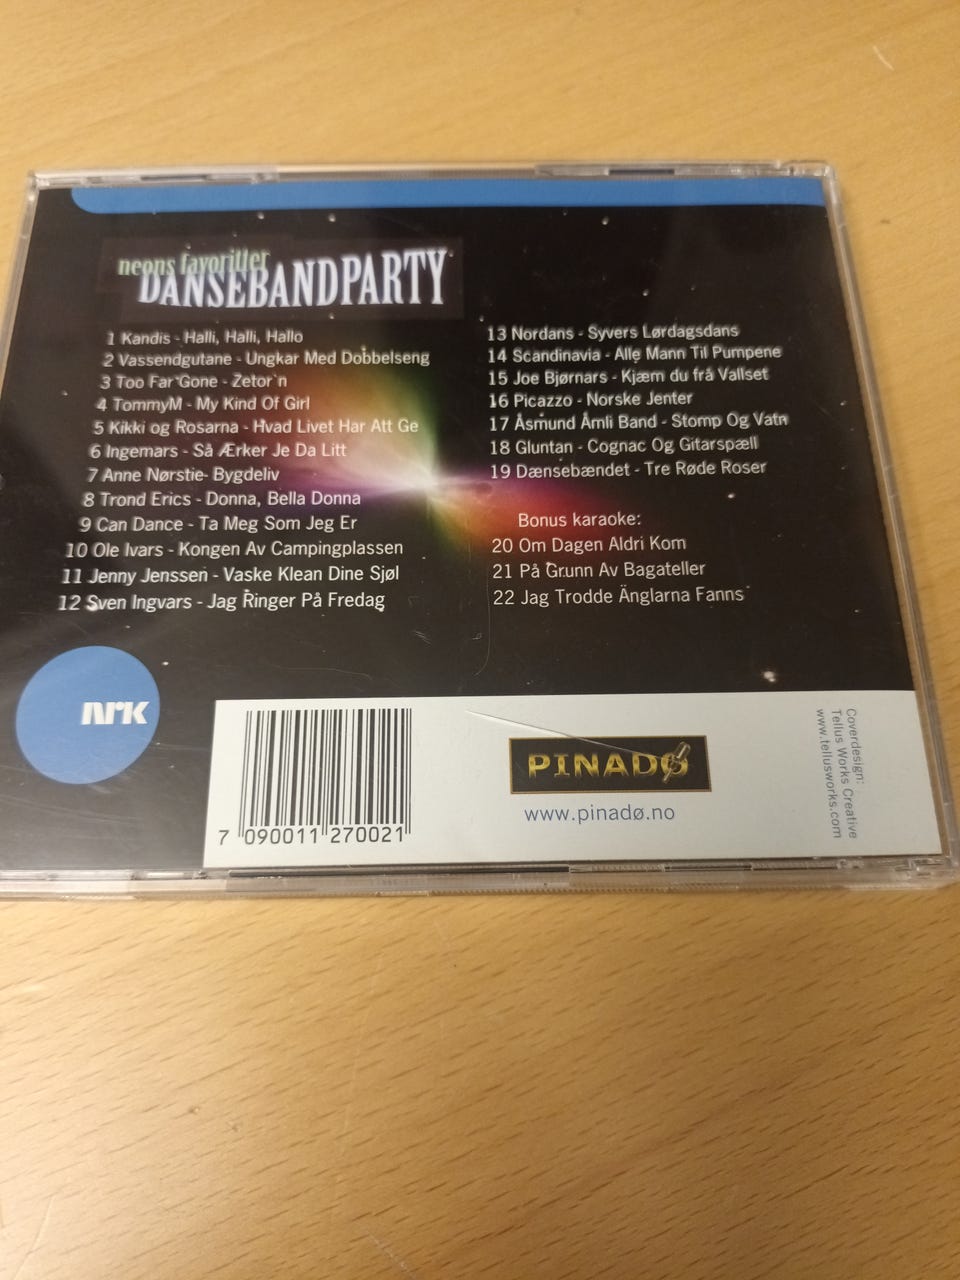 neons favoritter
DANSEBANDPARTY
1 Kandis - Halli, Halli, Hallo
2 Vassendgutane - Ungkar Med Dobbelseng
3 Too Far Gone - Zetor'n
4 TommyM - My Kind Of Girl
5 Kikki og Rosarna - Hvad Livet Har Att Ge
6 Ingemars - Så Ærker Je Da Litt
7 Anne Nørstie- Bygdeliv
8 Trond Erics - Donna, Bella Donna
9 Can Dance - Ta Meg Som Jeg Er
10 Ole Ivars - Kongen Av Campingplassen
11 Jenny Jenssen - Vaske Klean Dine Sjøl
12 Sven Ingvars - Jag Ringer På Fredag
13 Nordans - Syvers Lørdagsdans
14 Scandinavia - Alle Mann Til Pumpene
15 Joe Bjørnars - Kjæm du frå Vallset
16 Picazzo - Norske Jenter
17 Åsmund Åmli Band - Stomp Og Vatn
18 Gluntan - Cognac Og Gitarspæll
19 Dænsebændet - Tre Røde Roser
Bonus karaoke:
20 Om Dagen Aldri Kom
21 På Grunn Av Bagateller
22 Jag Trodde Änglarna Fanns
NRK
7 090011 270021
PINADØ
www.pinadø.no
Coverdesign:
Tellus Works Creative
www.tellusworks.com